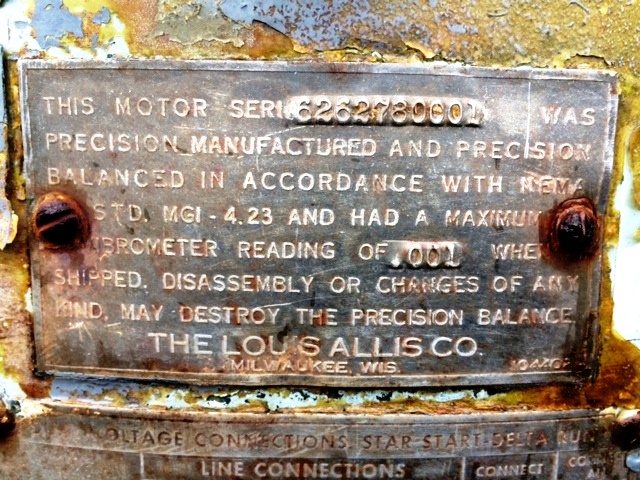 THIS MOTOR SERI 6262780001 WAS
PRECISION MANUFACTURED AND PRECISION
BALANCED IN ACCORDANCE WITH NEMA
STD. MGI - 4.23 AND HAD A MAXIMUM
VIBROMETER READING OF .001 WHEN
SHIPPED. DISASSEMBLY OR CHANGES OF ANY
KIND, MAY DESTROY THE PRECISION BALANCE
THE LOUIS ALLIS CO.
MILWAUKEE, WIS.
VOLTAGE CONNECTIONS, STAR START-DELTA RUN
LINE CONNECTIONS CONNECT